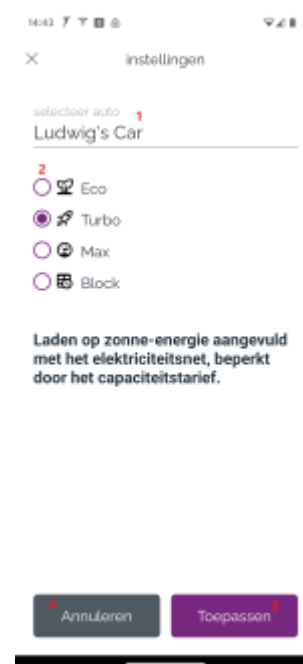 14:43
instellingen
selecteer auto 1
Ludwig's Car
2
Eco
Turbo
Max
Block
Laden op zonne-energie aangevuld
met het elektriciteitsnet, beperkt
door het capaciteitstarief.
4 Annuleren
Toepassen 3